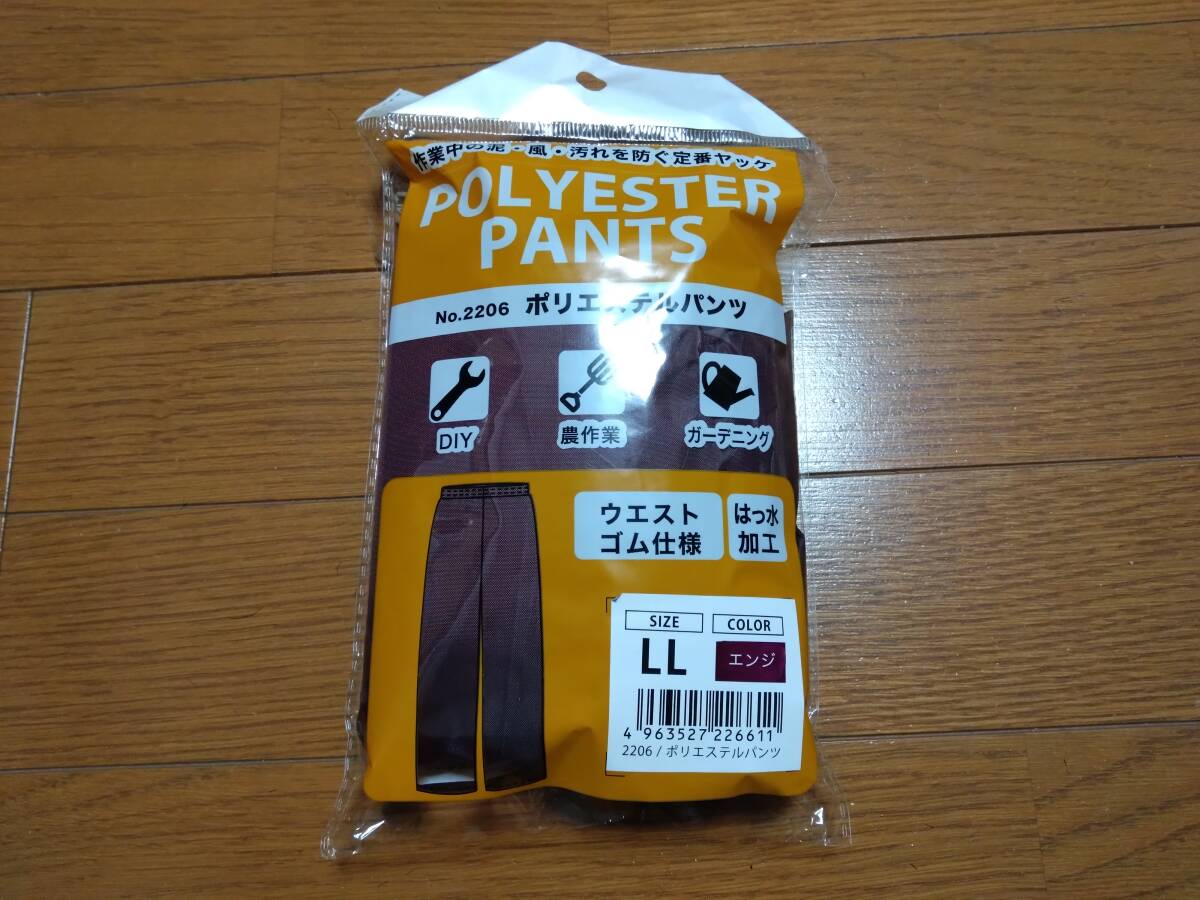 作業中の泥・風・汚れを防ぐ定番ヤッケ
POLYESTER
PANTS
No.2206 ポリエステルパンツ
DIY
農作業
ガーデニング
ウエスト
ゴム仕様
はっ水
加工
SIZE
COLOR
LL
エンジ
4 963527 226611
2206/ポリエステルパンツ